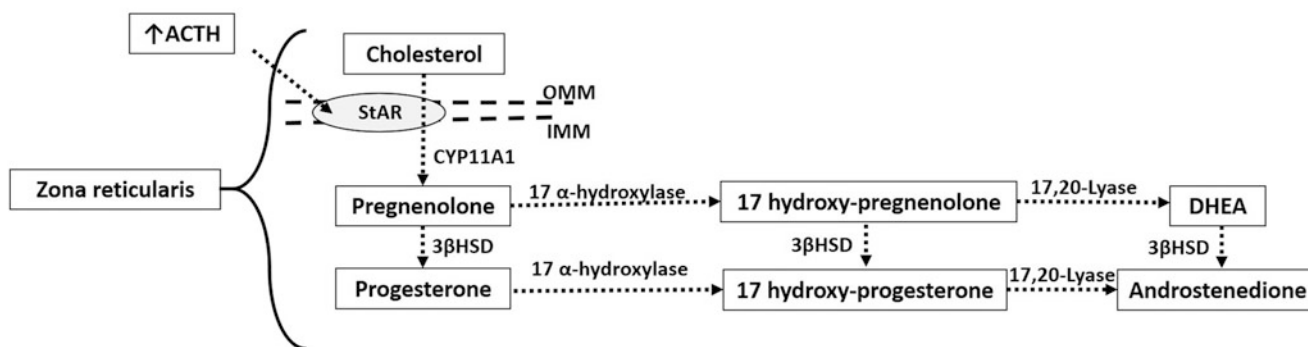 ↑ACTH
Cholesterol
StAR
OMM
IMM
CYP11A1
Zona reticularis
Pregnenolone
17 α-hydroxylase
17 hydroxy-pregnenolone
17,20-Lyase
DHEA
3βHSD
3βHSD
3βHSD
Progesterone
17 α-hydroxylase
17 hydroxy-progesterone
17,20-Lyase
Androstenedione